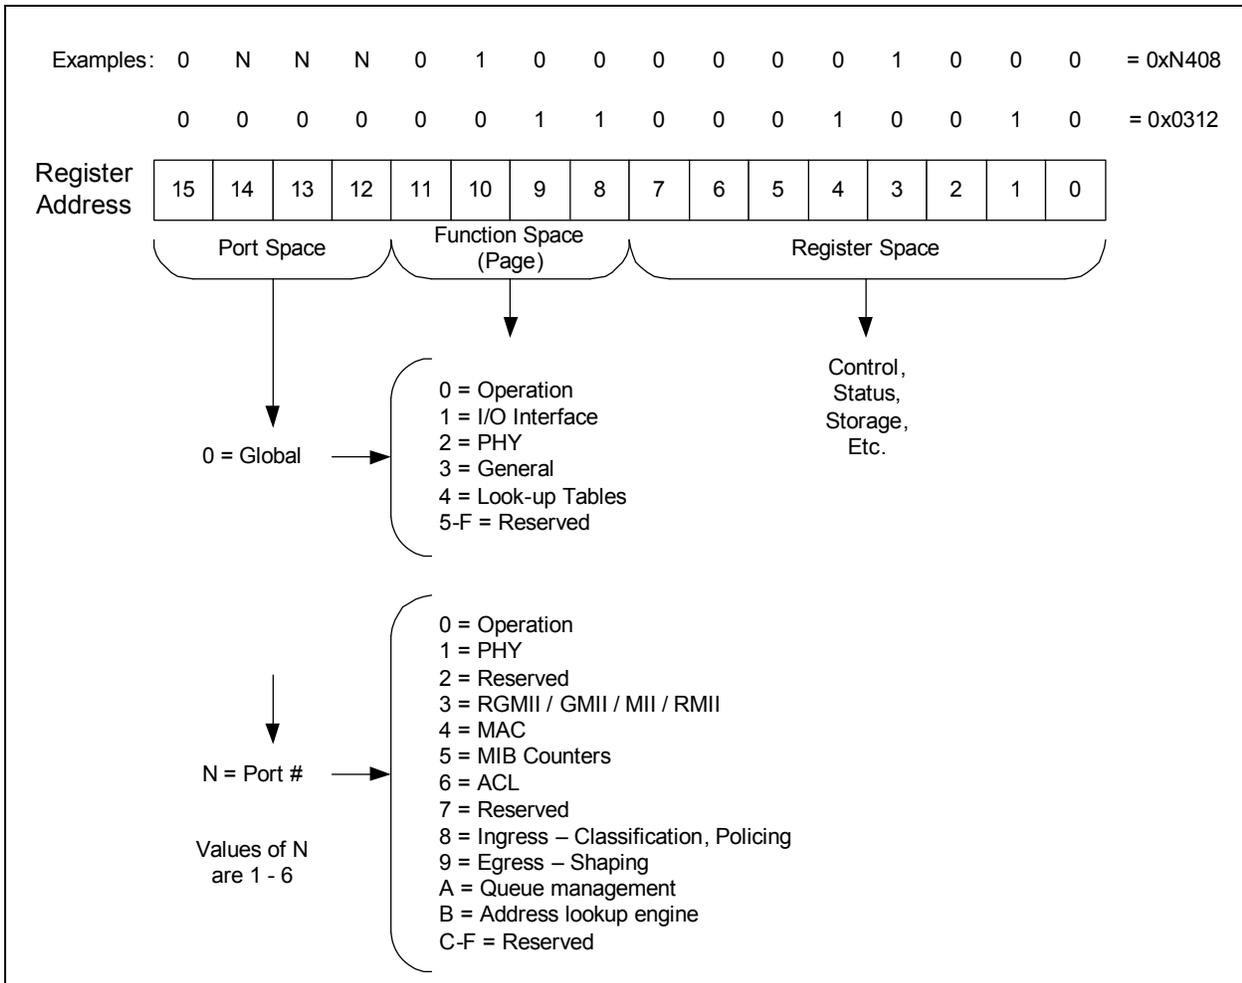 Examples: 0 N N N 0 1 0 0 0 0 0 0 1 0 0 0 = 0xN408
0 0 0 0 0 0 1 1 0 0 0 1 0 0 1 0 = 0x0312
Register
Address
15 14 13 12 11 10 9 8 7 6 5 4 3 2 1 0
Port Space
Function Space
(Page)
Register Space
Control,
Status,
Storage,
Etc.
0 = Global
0 = Operation
1 = I/O Interface
2 = PHY
3 = General
4 = Look-up Tables
5-F = Reserved
N = Port #
Values of N
are 1 - 6
0 = Operation
1 = PHY
2 = Reserved
3 = RGMII / GMII / MII / RMII
4 = MAC
5 = MIB Counters
6 = ACL
7 = Reserved
8 = Ingress – Classification, Policing
9 = Egress – Shaping
A = Queue management
B = Address lookup engine
C-F = Reserved